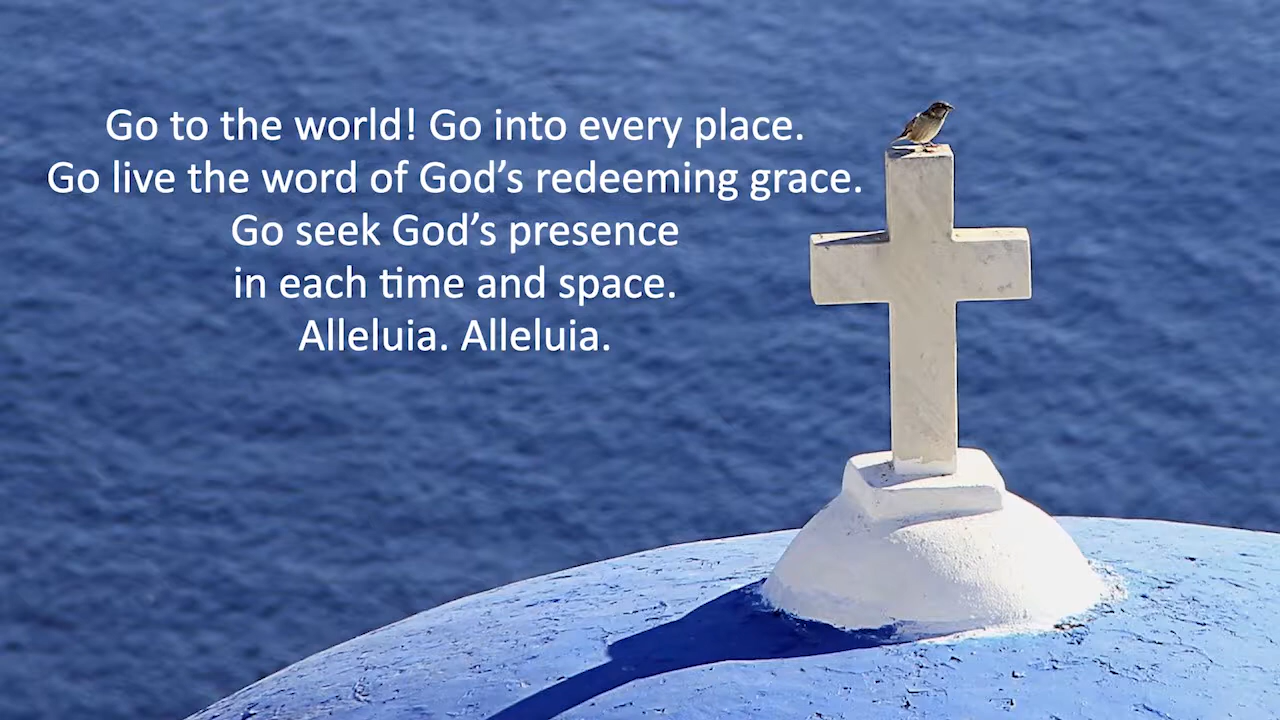 Go to the world! Go into every place.
Go live the word of God’s redeeming grace.
Go seek God’s presence
in each time and space.
Alleluia. Alleluia.